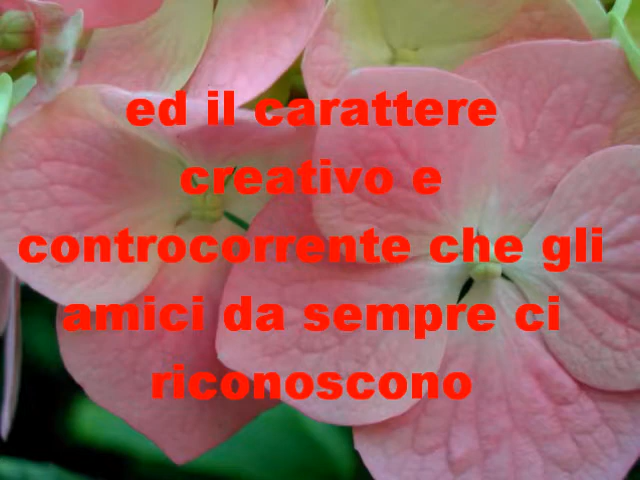 ed il carattere
creativo e
controcorrente che gli
amici da sempre ci
riconoscono